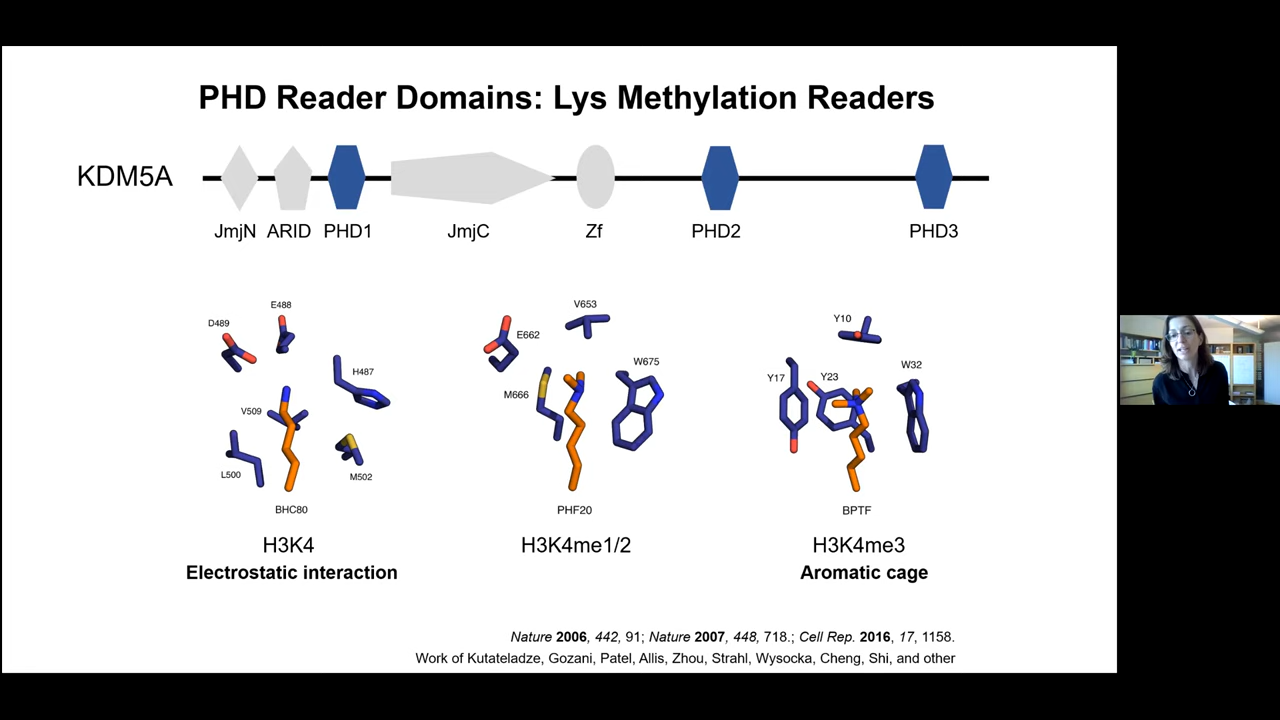 PHD Reader Domains: Lys Methylation Readers
KDM5A
JmjN ARID PHD1 JmjC Zf PHD2 PHD3
E488
D489
H487
V509
L500
M502
BHC80
V653
E662
W675
M666
PHF20
Y10
Y17
Y23
W32
BPTF
H3K4
Electrostatic interaction
H3K4me1/2
H3K4me3
Aromatic cage
Nature 2006, 442, 91; Nature 2007, 448, 718.; Cell Rep. 2016, 17, 1158.
Work of Kutateladze, Gozani, Patel, Allis, Zhou, Strahl, Wysocka, Cheng, Shi, and other